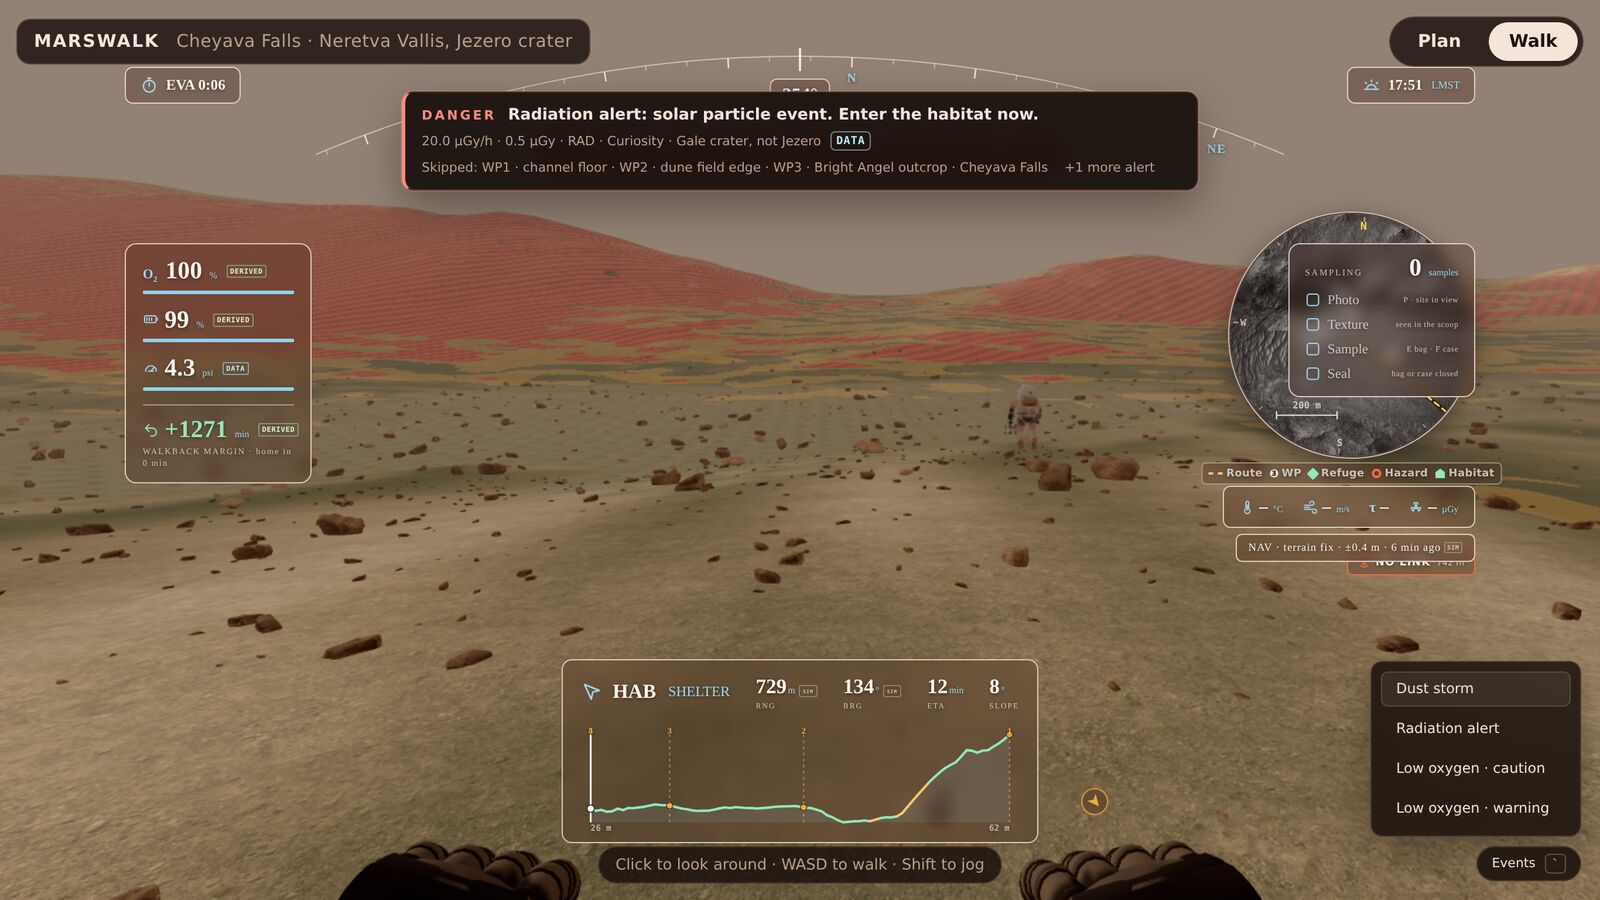 MARSWALK Cheyava Falls · Neretva Vallis, Jezero crater
Plan Walk
EVA 0:06
N
17:51 LMST
NE
DANGER Radiation alert: solar particle event. Enter the habitat now.
20.0 µGy/h · 0.5 µGy · RAD · Curiosity · Gale crater, not Jezero DATA
Skipped: WP1 · channel floor · WP2 · dune field edge · WP3 · Bright Angel outcrop · Cheyava Falls +1 more alert
O2 100 % DERIVED
99 % DERIVED
4.3 psi DATA
+1271 min DERIVED
WALKBACK MARGIN · home in
0 min
N
W
S
200 m
SAMPLING 0 samples
Photo P · site in view
Texture seen in the scoop
Sample E bag · F case
Seal bag or case closed
Route WP Refuge Hazard Habitat
– °C – m/s τ – – µGy
NAV · terrain fix · ±0.4 m · 6 min ago SIM
NO LINK 742 m
HAB SHELTER 729 m SIM 134 ° SIM 12 min 8 °
RNG BRG ETA SLOPE
3 2 1
26 m 62 m
Dust storm
Radiation alert
Low oxygen · caution
Low oxygen · warning
Click to look around · WASD to walk · Shift to jog
Events `